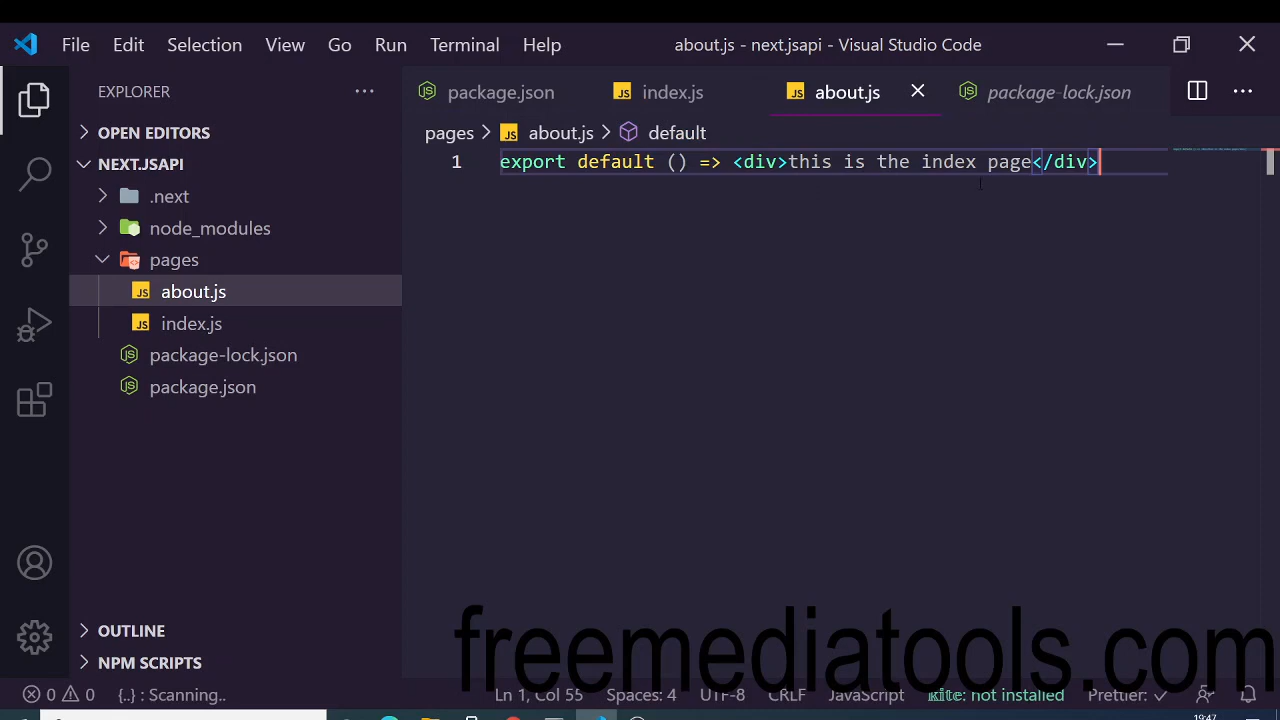 File Edit Selection View Go Run Terminal Help about.js - next.jsapi - Visual Studio Code
EXPLORER
package.json index.js about.js package-lock.json
OPEN EDITORS
pages > about.js > default
NEXT.JSAPI
1 export default () => <div>this is the index page</div>
.next
node_modules
pages
JS about.js
JS index.js
package-lock.json
package.json
OUTLINE
NPM SCRIPTS
freemediatools.com
0 0 {..} : Scanning.. Ln 1, Col 55 Spaces: 4 UTF-8 CRLF JavaScript kite: not installed Prettier: ✓
19:47